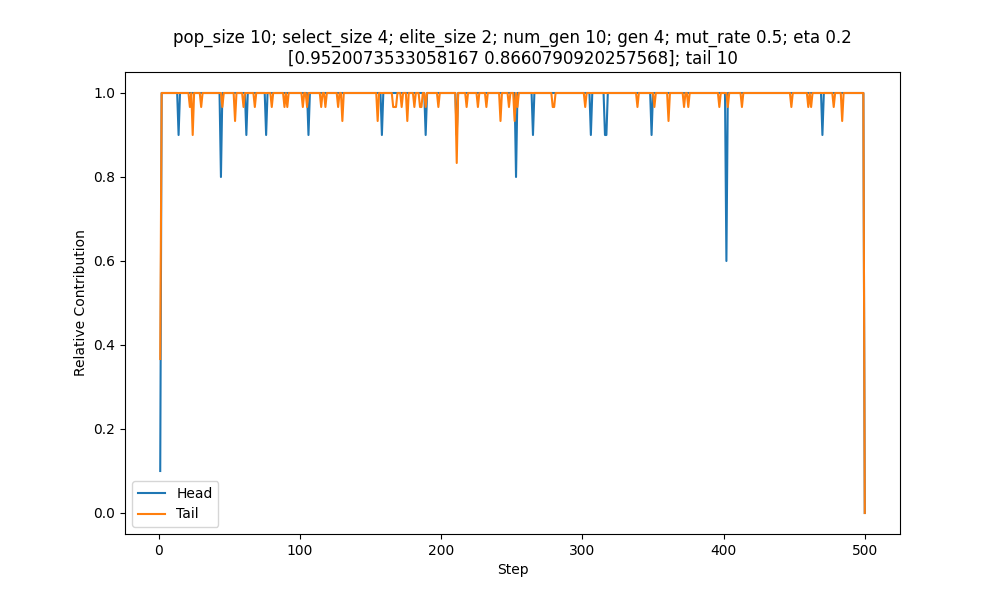 pop_size 10; select_size 4; elite_size 2; num_gen 10; gen 4; mut_rate 0.5; eta 0.2
[0.9520073533058167 0.8660790920257568]; tail 10
1.0
0.8
0.6
0.4
0.2
0.0
Relative Contribution
Head
Tail
0 100 200 300 400 500
Step